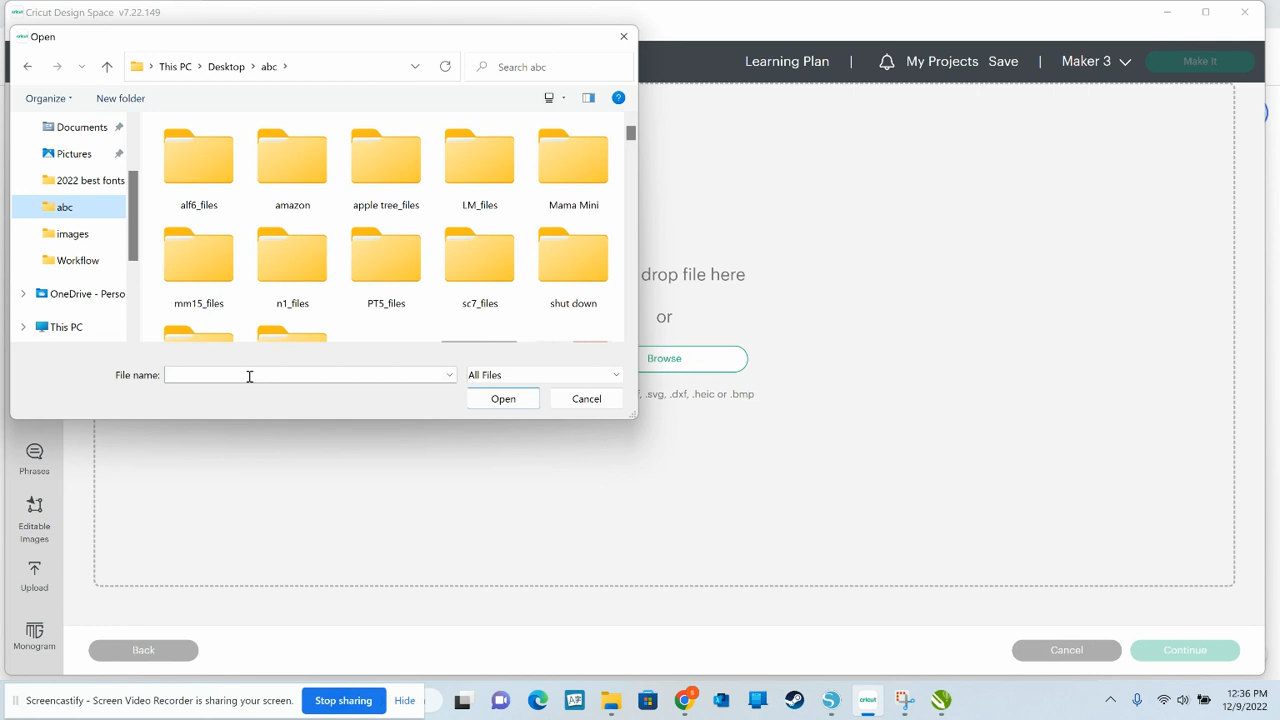 Cricut Design Space v7.22.149
Open
This PC > Desktop > abc >
Search abc
Learning Plan | My Projects Save | Maker 3 Make It
Organize New folder
Documents
Pictures
2022 best fonts
abc
images
Workflow
OneDrive - Perso
This PC
alf6_files amazon apple tree_files LM_files Mama Mini
mm15_files n1_files PT5_files sc7_files shut down
File name: All Files
Open Cancel
drop file here
or
Browse
, .svg, .dxf, .heic or .bmp
Phrases
Editable
Images
Upload
MG
Monogram
Back Cancel Continue
Screencastify - Screen Video Recorder is sharing your screen. Stop sharing Hide
12:36 PM
12/9/2022